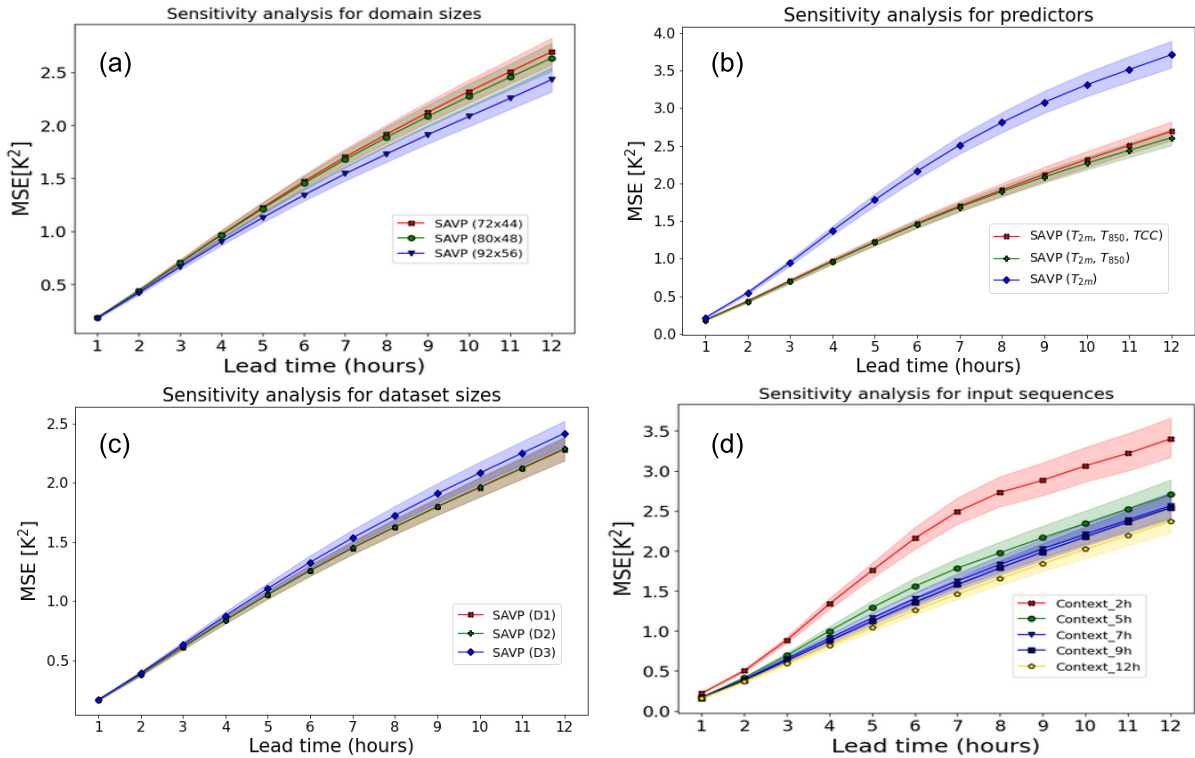 Sensitivity analysis for domain sizes
(a)
MSE[K²]
2.5
2.0
1.5
1.0
0.5
SAVP (72x44)
SAVP (80x48)
SAVP (92x56)
1 2 3 4 5 6 7 8 9 10 11 12
Lead time (hours)
Sensitivity analysis for predictors
(b)
MSE [K²]
4.0
3.5
3.0
2.5
2.0
1.5
1.0
0.5
0.0
SAVP (T₂ₘ, T₈₅₀, TCC)
SAVP (T₂ₘ, T₈₅₀)
SAVP (T₂ₘ)
1 2 3 4 5 6 7 8 9 10 11 12
Lead time (hours)
Sensitivity analysis for dataset sizes
(c)
MSE [K²]
2.5
2.0
1.5
1.0
0.5
SAVP (D1)
SAVP (D2)
SAVP (D3)
1 2 3 4 5 6 7 8 9 10 11 12
Lead time (hours)
Sensitivity analysis for input sequences
(d)
MSE[K²]
3.5
3.0
2.5
2.0
1.5
1.0
0.5
0.0
Context_2h
Context_5h
Context_7h
Context_9h
Context_12h
1 2 3 4 5 6 7 8 9 10 11 12
Lead time (hours)